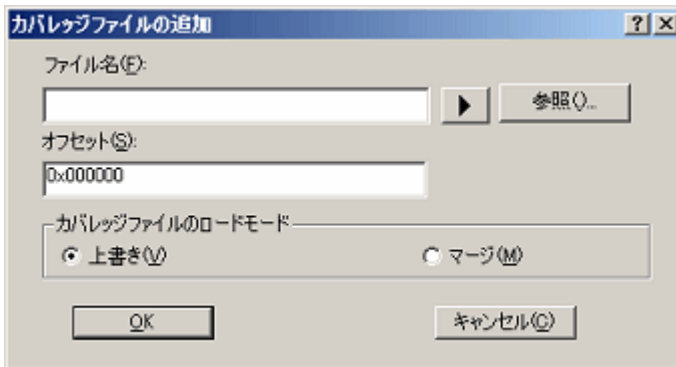 カバレッジファイルの追加
ファイル名(F):
参照()...
オフセット(S):
0x000000
カバレッジファイルのロードモード
上書き(V) マージ(M)
OK キャンセル(C)